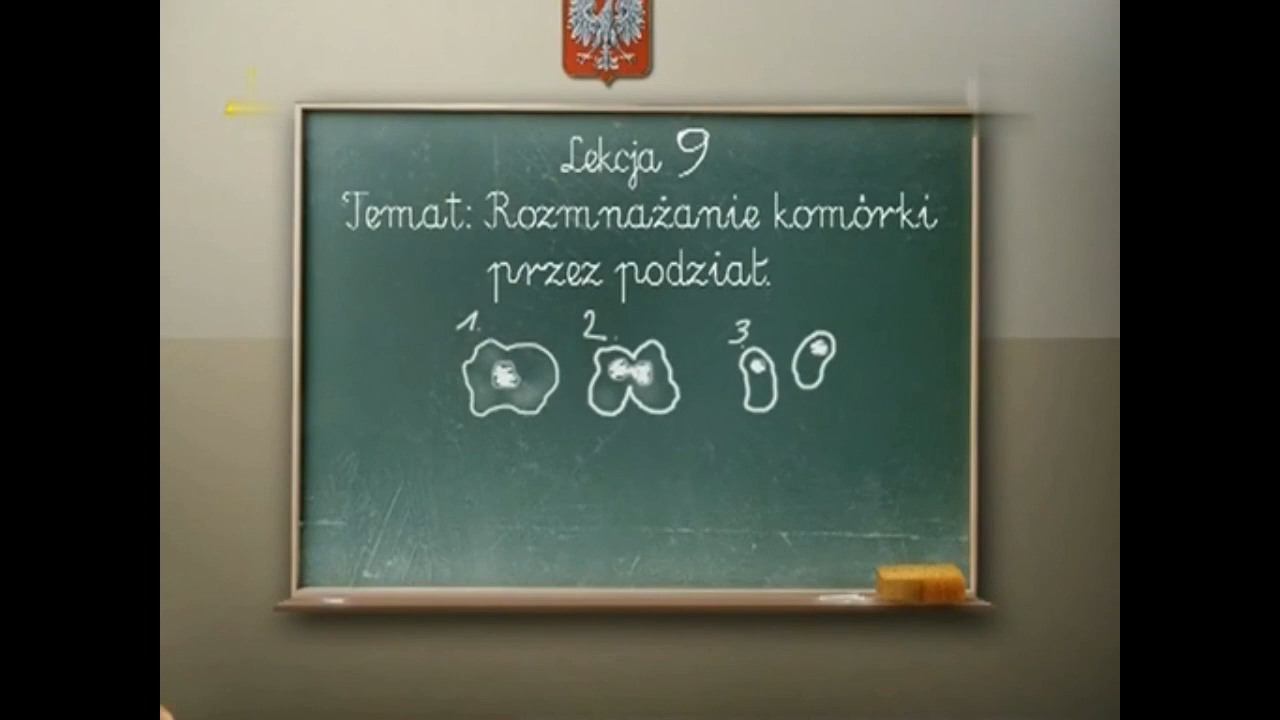 Lekcja 9
Temat: Rozmnażanie komórki
przez podział.
1. 2. 3.